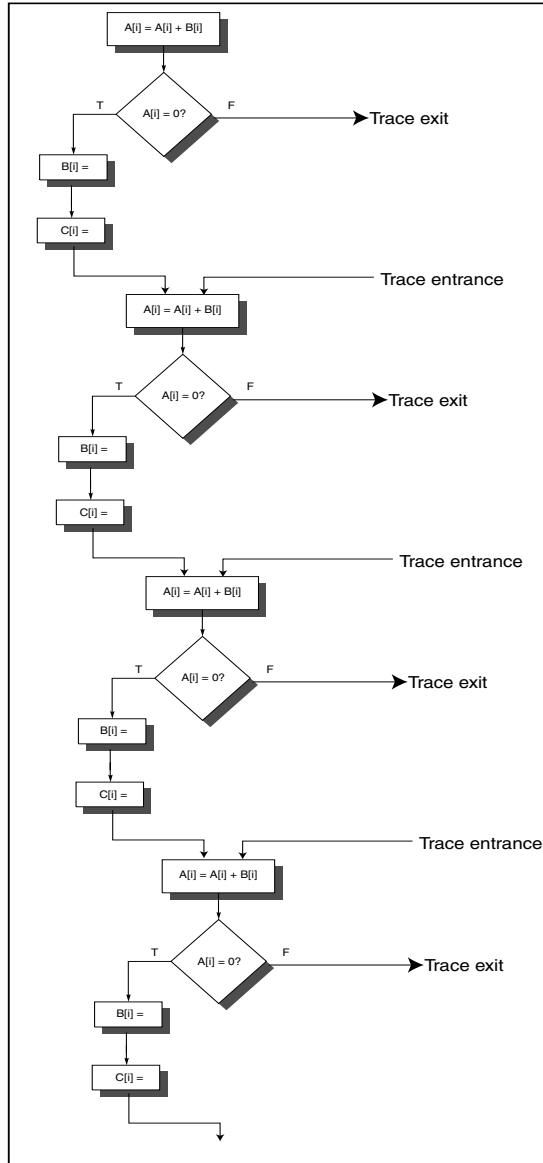 A[i] = A[i] + B[i]
T
A[i] = 0?
F
Trace exit
B[i] =
C[i] =
Trace entrance
A[i] = A[i] + B[i]
T
A[i] = 0?
F
Trace exit
B[i] =
C[i] =
Trace entrance
A[i] = A[i] + B[i]
T
A[i] = 0?
F
Trace exit
B[i] =
C[i] =
Trace entrance
A[i] = A[i] + B[i]
T
A[i] = 0?
F
Trace exit
B[i] =
C[i] =